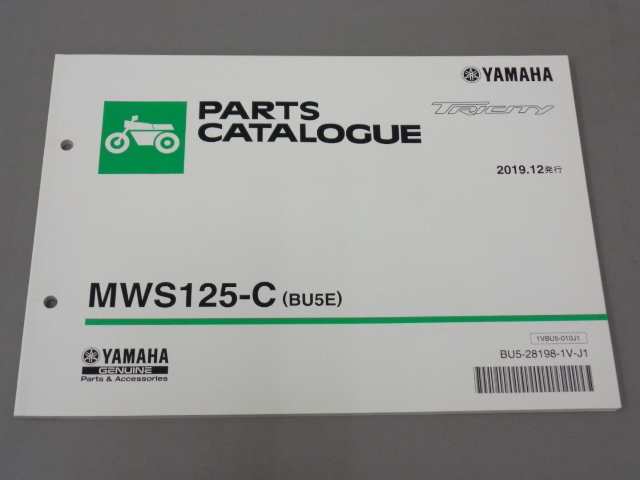 YAMAHA
PARTS
CATALOGUE
TRICITY
2019.12発行
MWS125-C (BU5E)
1VBU5-010J1
BU5-28198-1V-J1
YAMAHA
GENUINE
Parts & Accessories